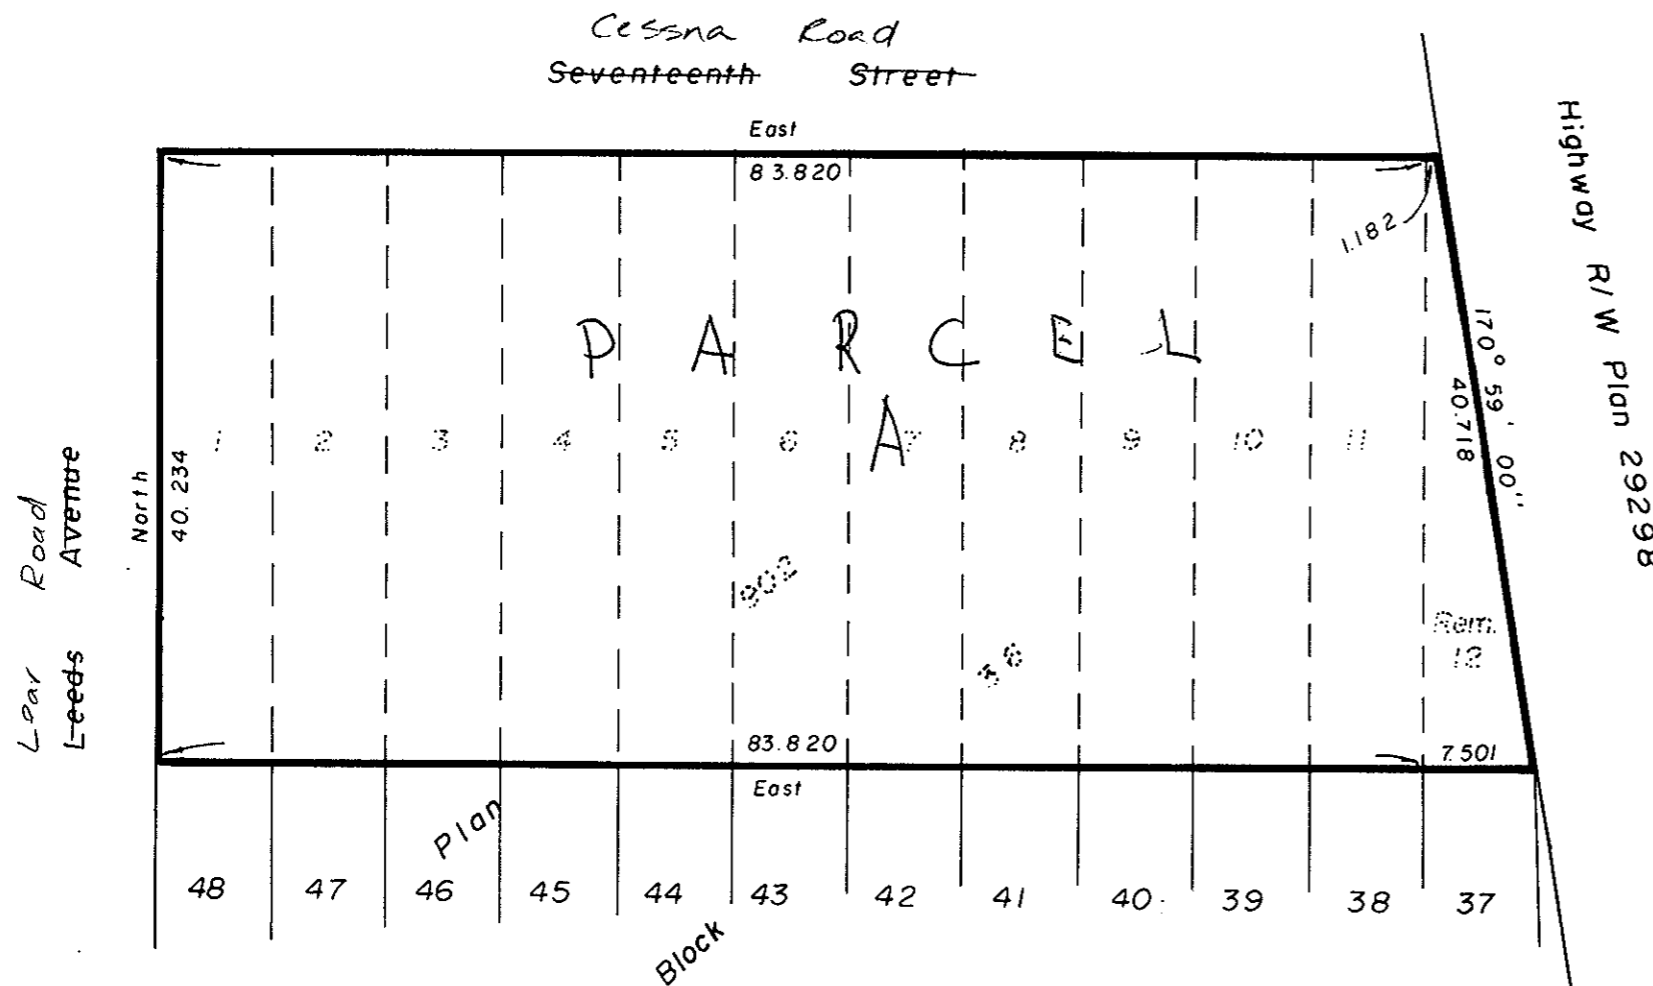 Cessna Road
Seventeenth Street
East
83.820
1.182
Highway R/W Plan 29298
170° 59' 00"
40.718
PARCEL
A
1 2 3 4 5 6 7 8 9 10 11
North
40.234
Road
Leeds Avenue
902
36
Rem.
12
83.820
7.501
East
Plan
48 47 46 45 44 43 42 41 40 39 38 37
Block